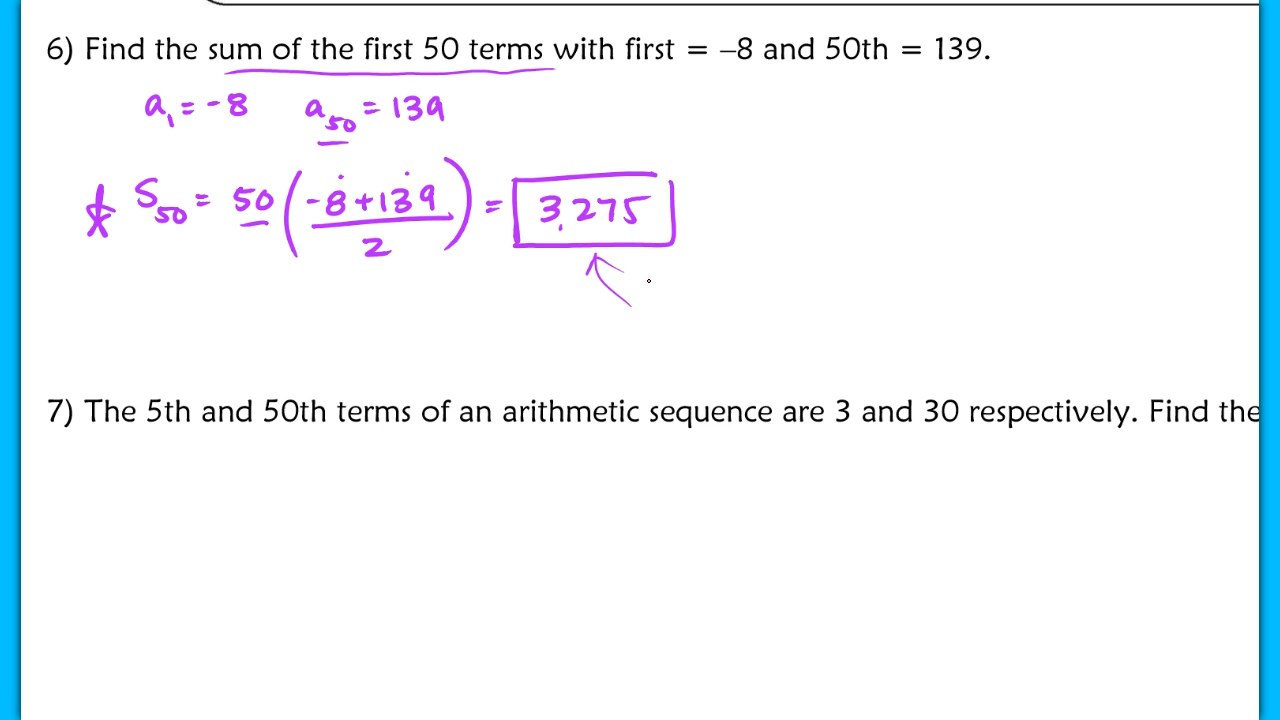 6) Find the sum of the first 50 terms with first = –8 and 50th = 139.
a₁ = -8 a₅₀ = 139
* S₅₀ = 50 (-8+139 / 2) = 3,275
7) The 5th and 50th terms of an arithmetic sequence are 3 and 30 respectively. Find the